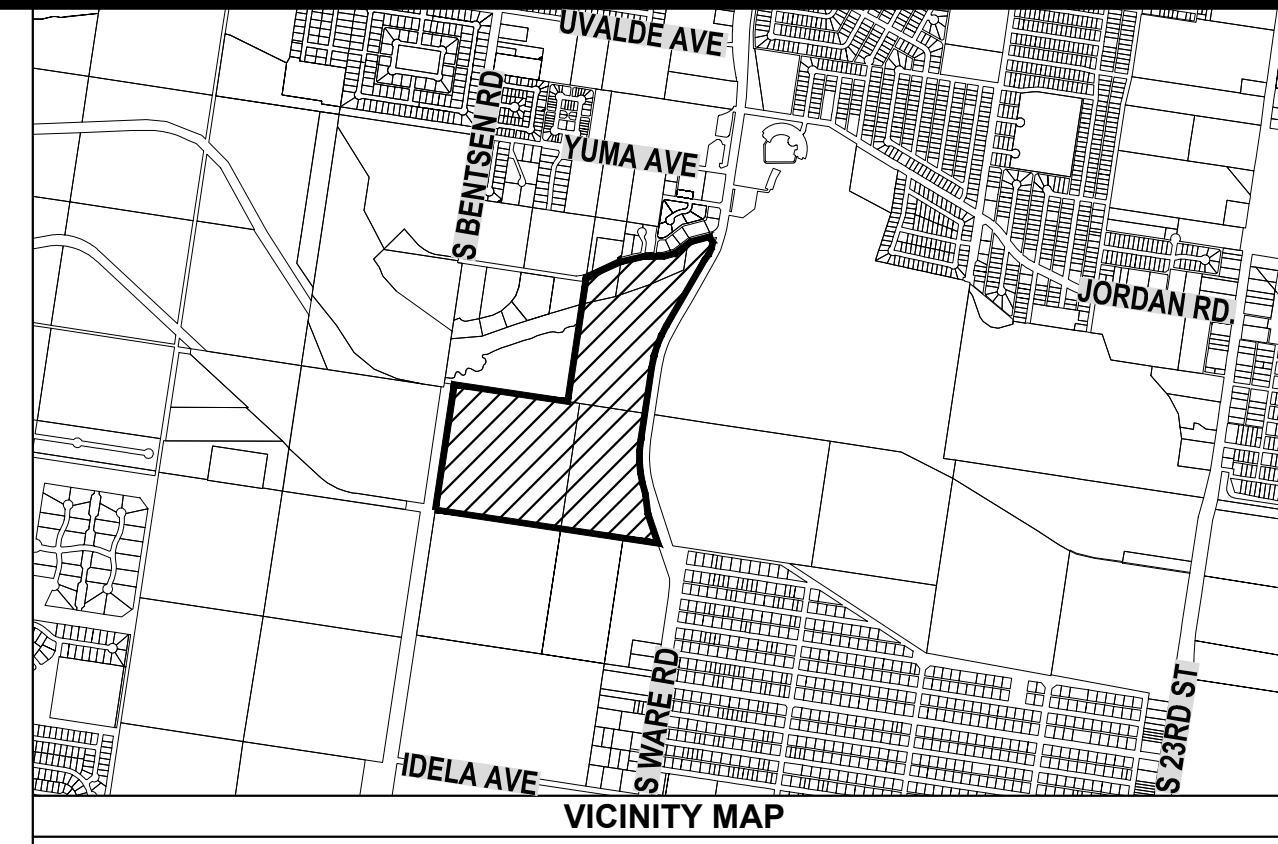 UVALDE AVE
S BENTSEN RD
YUMA AVE
JORDAN RD.
S WARE RD
S 23RD ST
IDELA AVE
VICINITY MAP